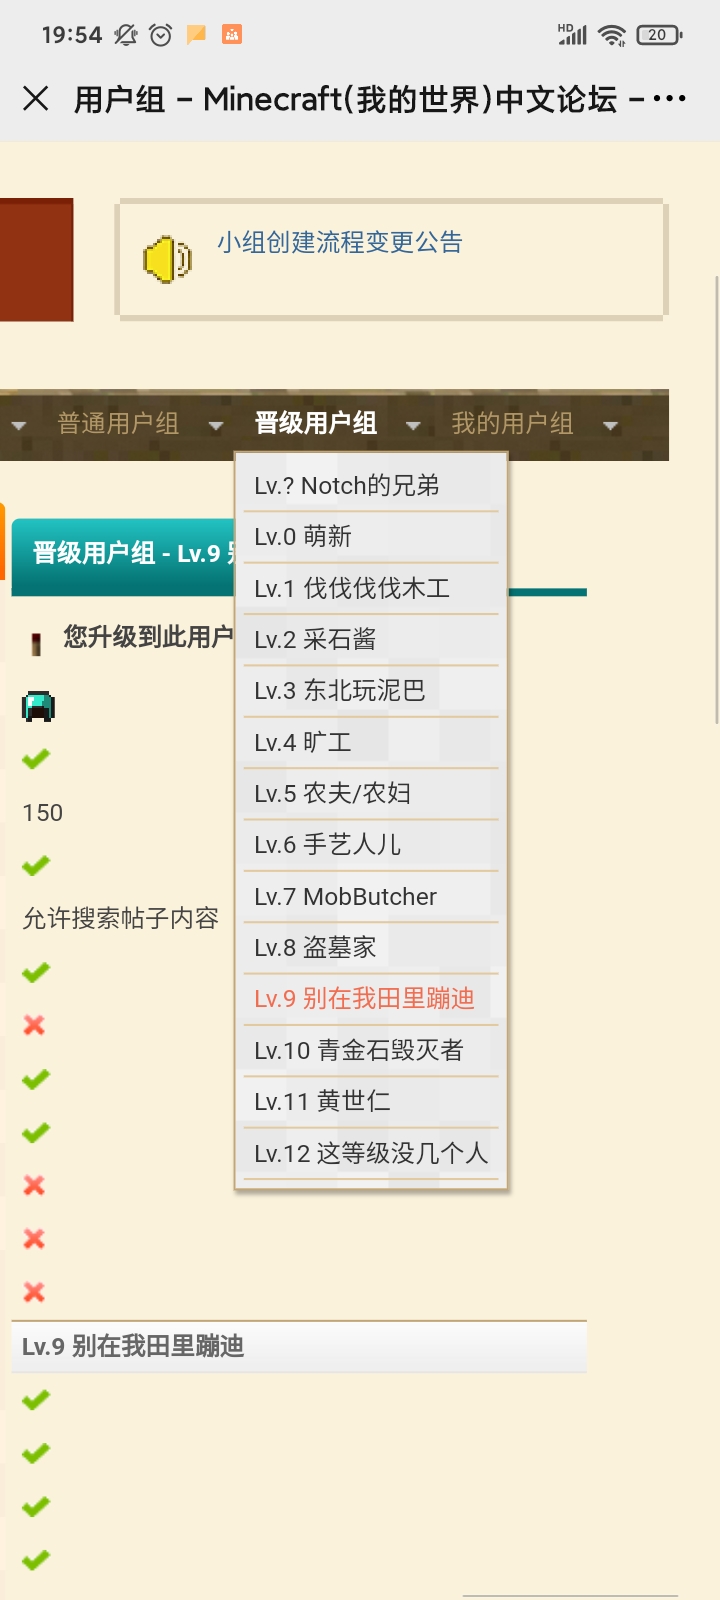 19:54
HD
20
用户组 - Minecraft(我的世界)中文论坛 -
小组创建流程变更公告
普通用户组
晋级用户组
我的用户组
晋级用户组 - Lv.9
您升级到此用户
150
允许搜索帖子内容
Lv.? Notch的兄弟
Lv.0 萌新
Lv.1 伐伐伐伐木工
Lv.2 采石酱
Lv.3 东北玩泥巴
Lv.4 旷工
Lv.5 农夫/农妇
Lv.6 手艺人儿
Lv.7 MobButcher
Lv.8 盗墓家
Lv.9 别在我田里蹦迪
Lv.10 青金石毁灭者
Lv.11 黄世仁
Lv.12 这等级没几个人
Lv.9 别在我田里蹦迪